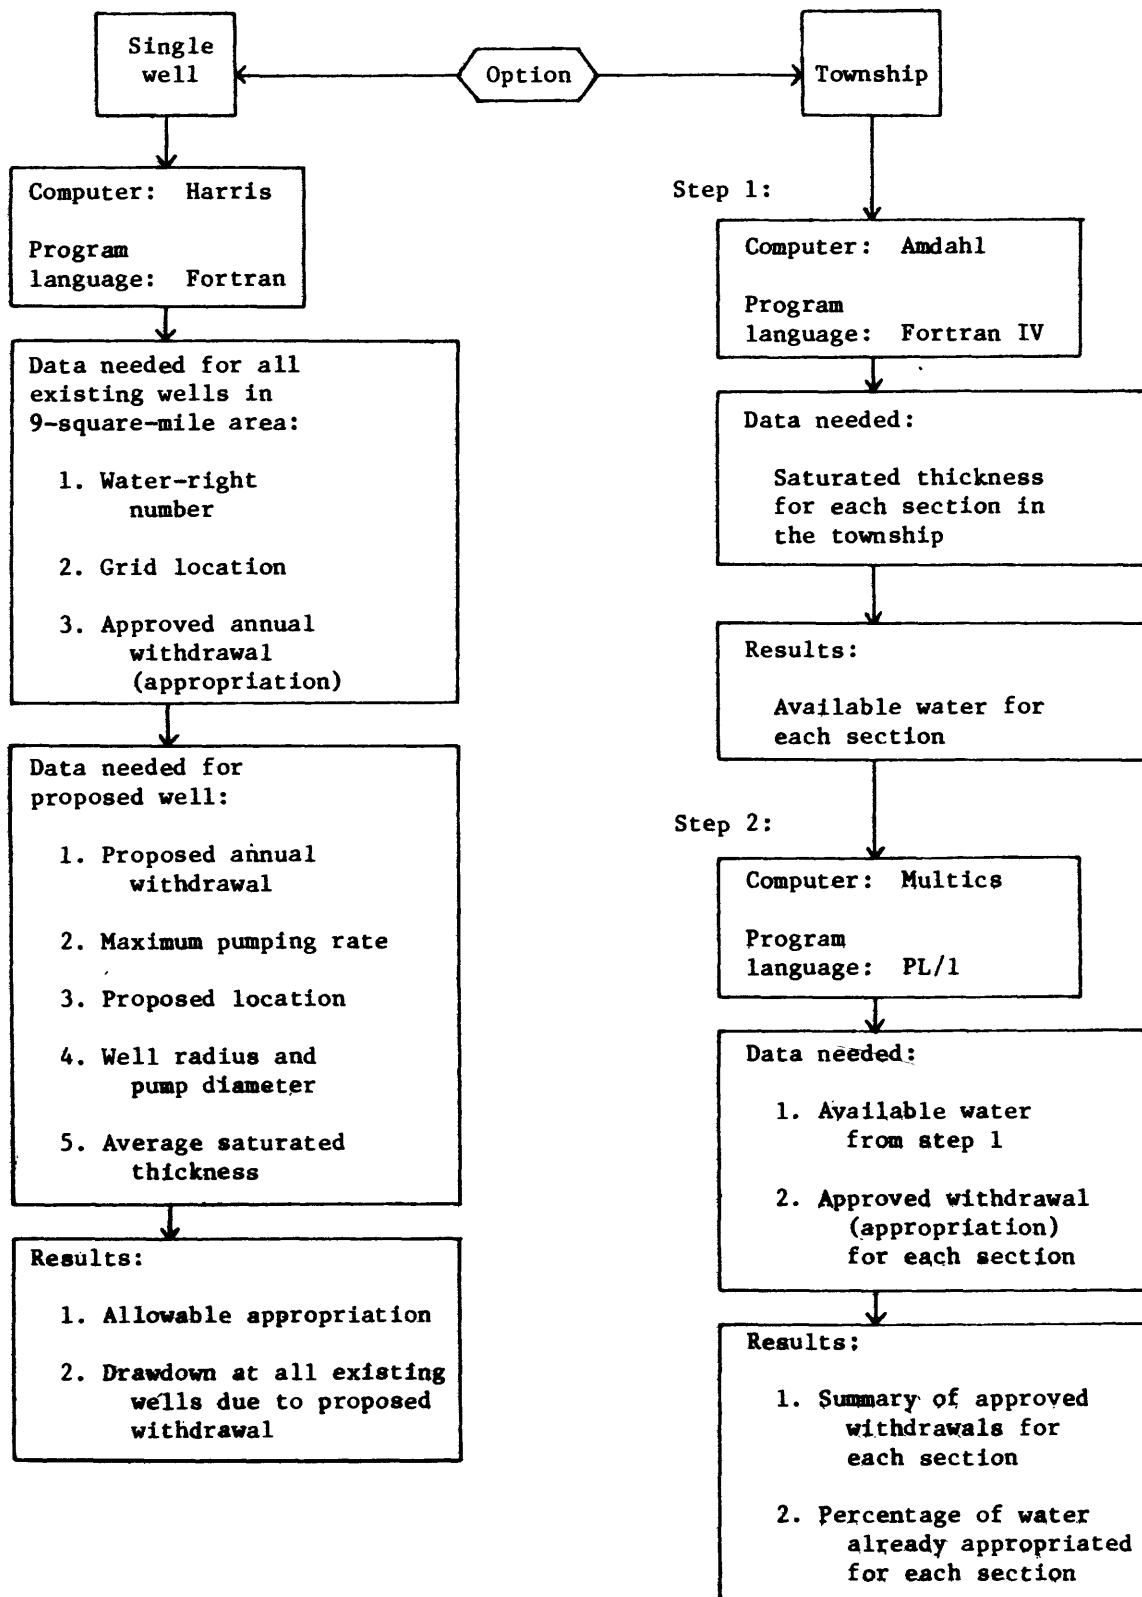 Single
well
Option
Township
Computer: Harris
Program
language: Fortran
Data needed for all
existing wells in
9-square-mile area:
1. Water-right
number
2. Grid location
3. Approved annual
withdrawal
(appropriation)
Data needed for
proposed well:
1. Proposed annual
withdrawal
2. Maximum pumping rate
3. Proposed location
4. Well radius and
pump diameter
5. Average saturated
thickness
Results:
1. Allowable appropriation
2. Drawdown at all existing
wells due to proposed
withdrawal
Step 1:
Computer: Amdahl
Program
language: Fortran IV
Data needed:
Saturated thickness
for each section in
the township
Results:
Available water for
each section
Step 2:
Computer: Multics
Program
language: PL/1
Data needed:
1. Available water
from step 1
2. Approved withdrawal
(appropriation)
for each section
Results:
1. Summary of approved
withdrawals for
each section
2. Percentage of water
already appropriated
for each section